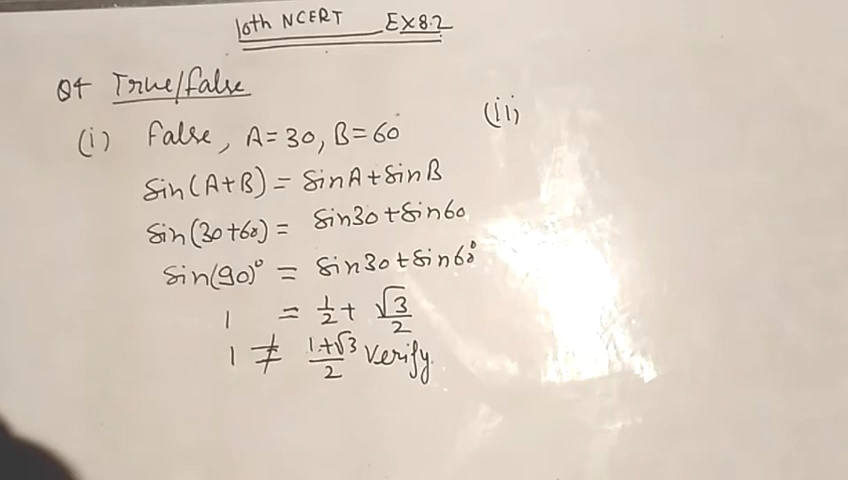 10th NCERT Ex 8.2
Q4 True/False
(i) False, A=30, B=60
(ii)
Sin(A+B) = SinA+SinB
Sin(30+60) = Sin30+Sin60
Sin(90)° = Sin30+Sin60°
1 = 1/2 + √3/2
1 ≠ 1+√3/2 Verify.